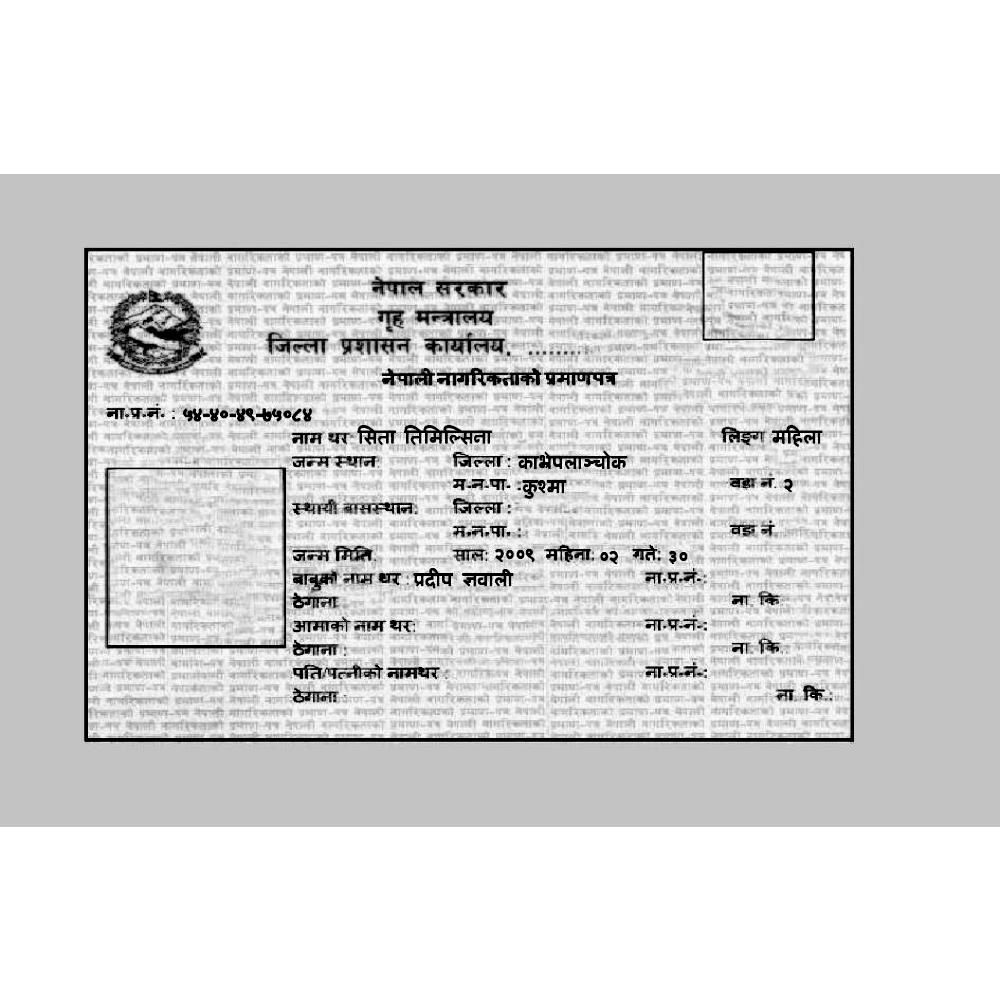 नेपाल सरकार
गृह मन्त्रालय
जिल्ला प्रशासन कार्यालय, .........
नेपाली नागरिकताको प्रमाणपत्र
ना.प्र.नं. : ५४-४०-४९-७५०८४
नाम थर सिता तिमिल्सिना लिङ्ग महिला
जन्म स्थान: जिल्ला : काभ्रेपलाञ्चोक
म.न.पा. :कुश्मा वडा नं. २
स्थायी बासस्थान: जिल्ला :
म.न.पा. : वडा नं.
जन्म मिति: साल: २००९ महिना: ०२ गते: ३०
बाबुको नाम थर : प्रदीप ज्ञवाली ना.प्र.नं.:
ठेगाना : ना. कि.:
आमाको नाम थर: ना.प्र.नं.:
ठेगाना : ना. कि.:
पति/पत्नीको नामथर : ना.प्र.नं.:
ठेगाना : ना. कि.: